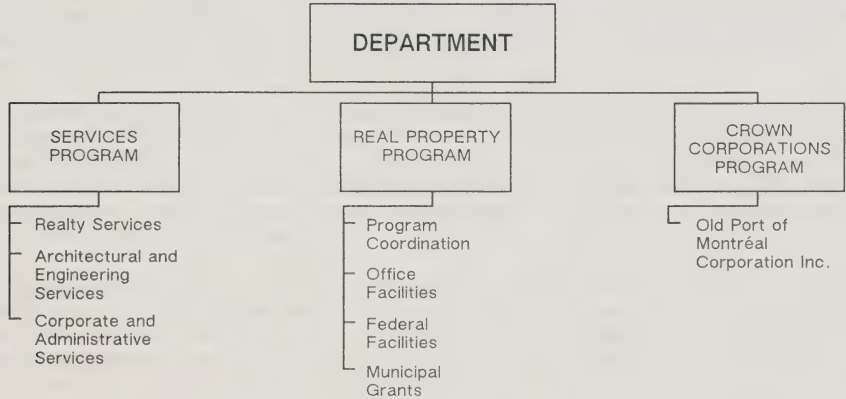 DEPARTMENT
SERVICES
PROGRAM
REAL PROPERTY
PROGRAM
CROWN
CORPORATIONS
PROGRAM
Realty Services
Architectural and
Engineering
Services
Corporate and
Administrative
Services
Program
Coordination
Office
Facilities
Federal
Facilities
Municipal
Grants
Old Port of
Montréal
Corporation Inc.